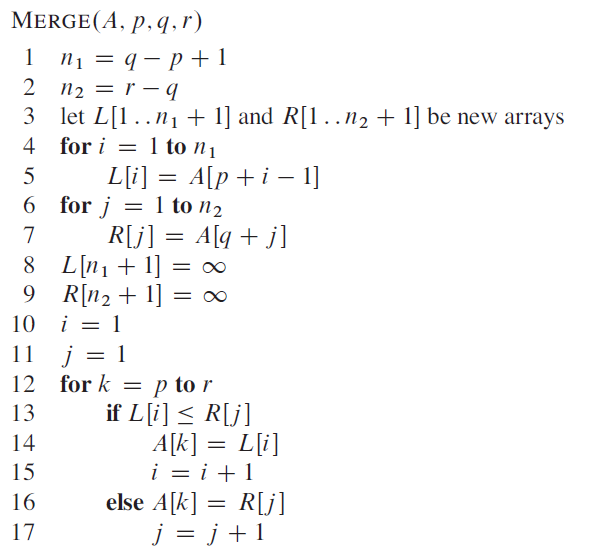 MERGE(A, p, q, r)
1 n₁ = q − p + 1
2 n₂ = r − q
3 let L[1 . . n₁ + 1] and R[1 . . n₂ + 1] be new arrays
4 for i = 1 to n₁
5 L[i] = A[p + i − 1]
6 for j = 1 to n₂
7 R[j] = A[q + j]
8 L[n₁ + 1] = ∞
9 R[n₂ + 1] = ∞
10 i = 1
11 j = 1
12 for k = p to r
13 if L[i] ≤ R[j]
14 A[k] = L[i]
15 i = i + 1
16 else A[k] = R[j]
17 j = j + 1